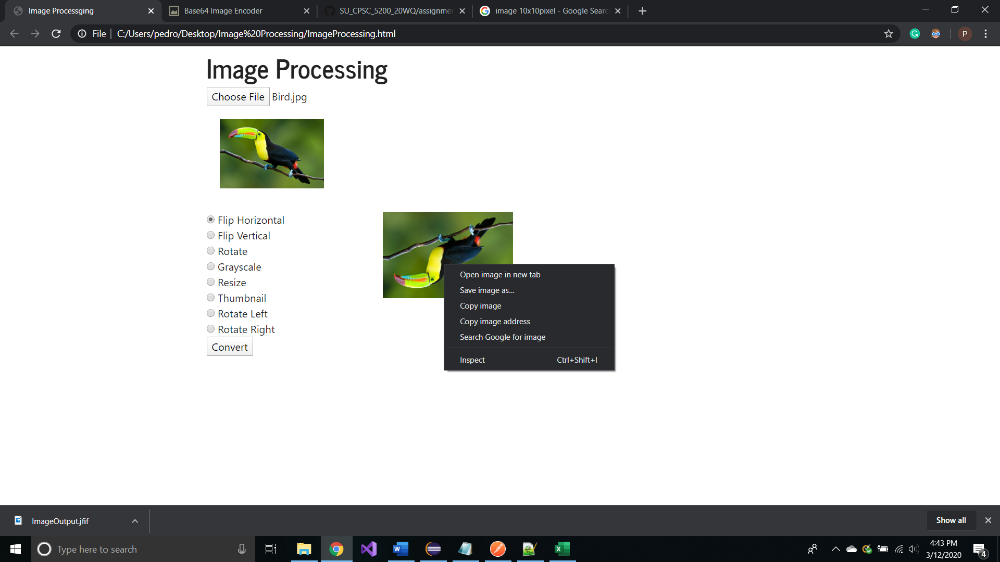 Image Processging
Base64 Image Encoder
SU_CPSC_5200_20WQ/assignmer
image 10x10pixel - Google Searc
File
C:/Users/pedro/Desktop/Image%20Processing/ImageProcessing.html
P
Image Processing
Choose File Bird.jpg
Flip Horizontal
Flip Vertical
Rotate
Grayscale
Resize
Thumbnail
Rotate Left
Rotate Right
Convert
Open image in new tab
Save image as...
Copy image
Copy image address
Search Google for image
Inspect Ctrl+Shift+I
ImageOutput.jfif
Show all
Type here to search
4:43 PM
3/12/2020
4